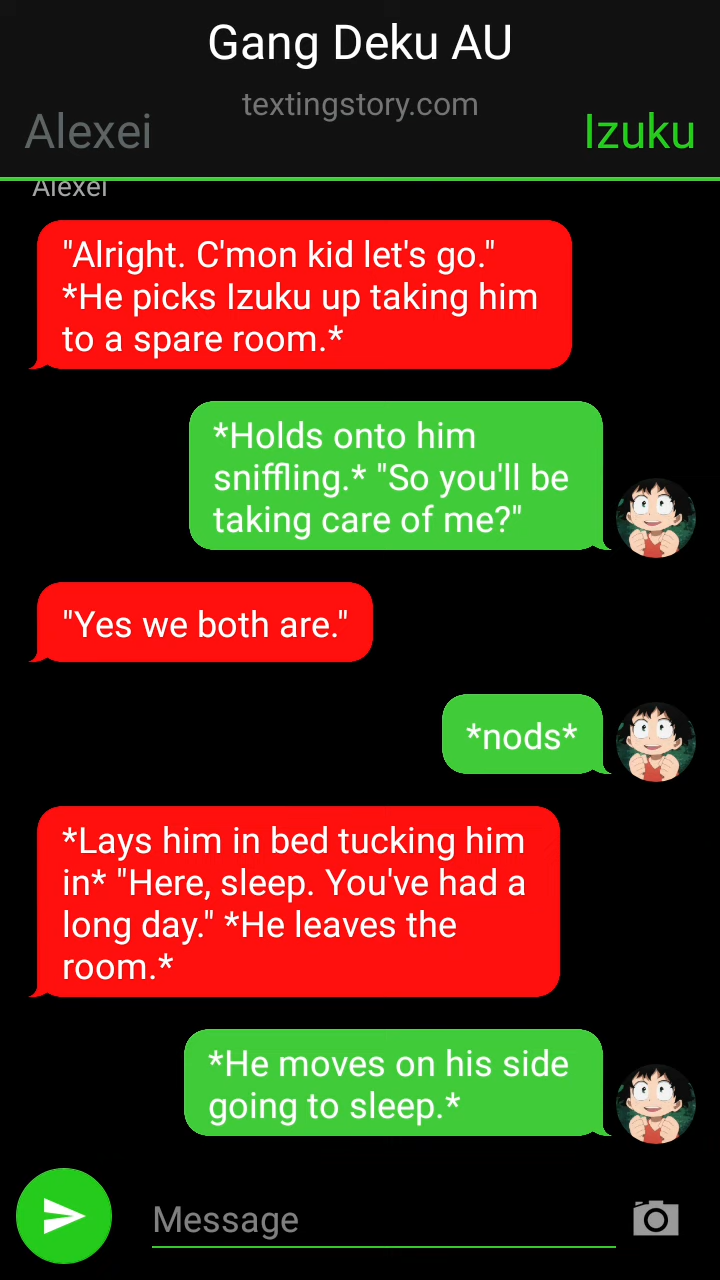 Gang Deku AU
textingstory.com
Alexei
Izuku
Alexei
"Alright. C'mon kid let's go."
*He picks Izuku up taking him
to a spare room.*
*Holds onto him
sniffling.* "So you'll be
taking care of me?"
"Yes we both are."
*nods*
*Lays him in bed tucking him
in* "Here, sleep. You've had a
long day." *He leaves the
room.*
*He moves on his side
going to sleep.*
Message